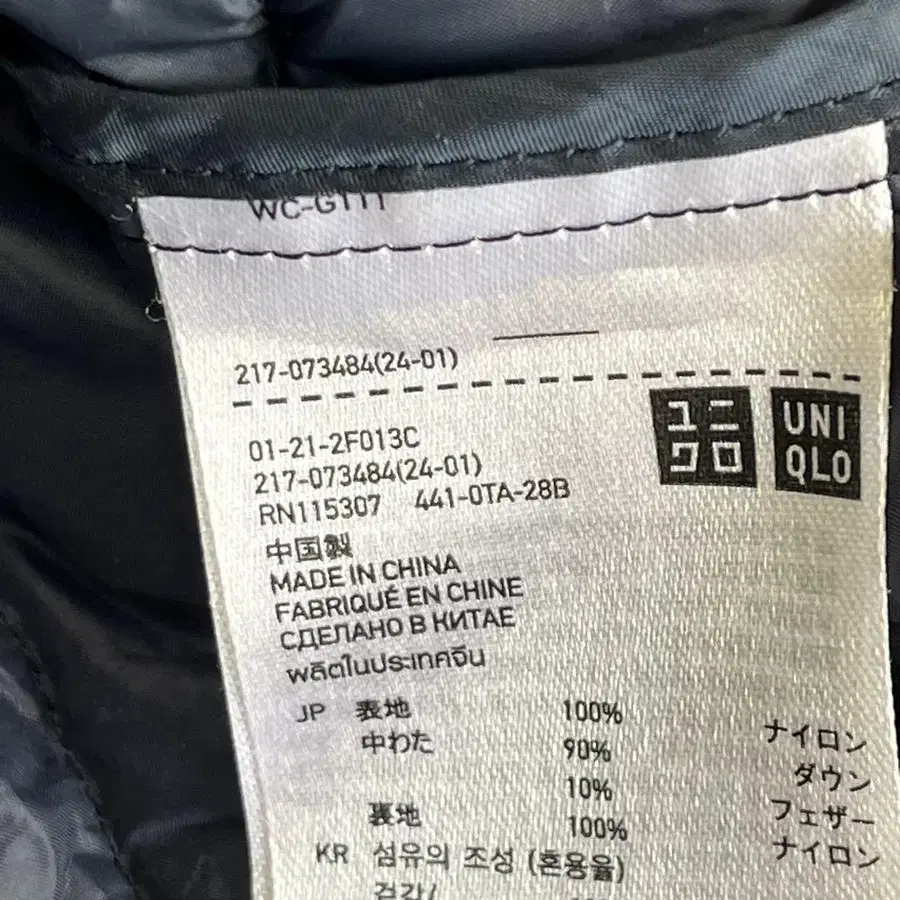 WC-G111
217-073484(24-01)
ユニ
クロ
UNI
QLO
01-21-2F013C
217-073484(24-01)
RN115307 441-0TA-28B
中国製
MADE IN CHINA
FABRIQUÉ EN CHINE
СДЕЛАНО В КИТАЕ
ผลิตในประเทศจีน
JP 表地 100% ナイロン
中わた 90% ダウン
10% フェザー
裏地 100% ナイロン
KR 섬유의 조성 (혼용율)
겉감/